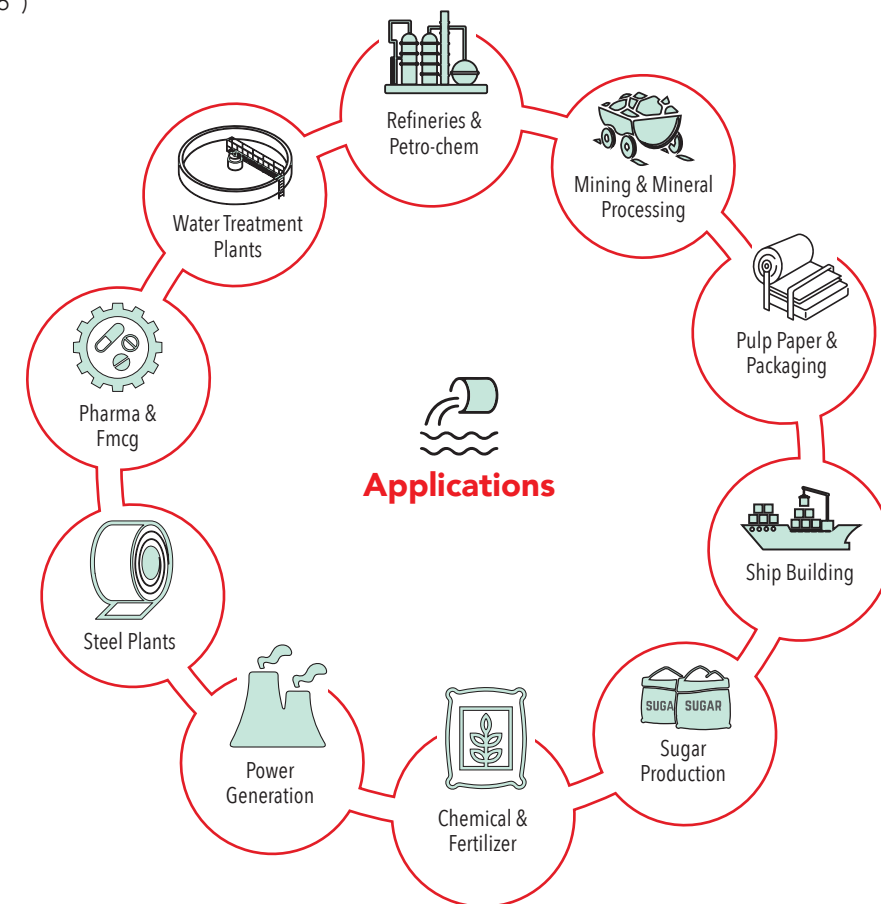 Refineries &
Petro-chem
Mining & Mineral
Processing
Water Treatment
Plants
Pulp Paper &
Packaging
Pharma &
Fmcg
Applications
Ship Building
Steel Plants
SUGA
SUGAR
Sugar
Production
Power
Generation
Chemical &
Fertilizer